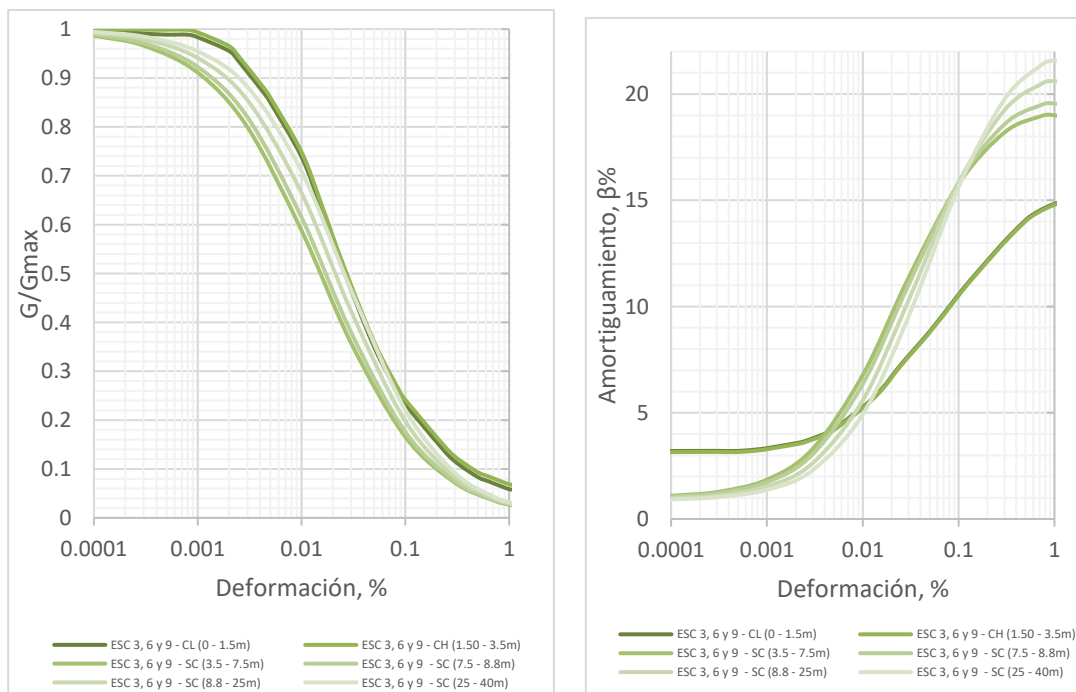 1
0.9
0.8
0.7
0.6
0.5
0.4
0.3
0.2
0.1
0
G/Gmax
0.0001 0.001 0.01 0.1 1
Deformación, %
ESC 3, 6 y 9 - CL (0 - 1.5m) ESC 3, 6 y 9 - CH (1.50 - 3.5m)
ESC 3, 6 y 9 - SC (3.5 - 7.5m) ESC 3, 6 y 9 - SC (7.5 - 8.8m)
ESC 3, 6 y 9 - SC (8.8 - 25m) ESC 3, 6 y 9 - SC (25 - 40m)
20
15
10
5
0
Amortiguamiento, β%
0.0001 0.001 0.01 0.1 1
Deformación, %
ESC 3, 6 y 9 - CL (0 - 1.5m) ESC 3, 6 y 9 - CH (1.50 - 3.5m)
ESC 3, 6 y 9 - SC (3.5 - 7.5m) ESC 3, 6 y 9 - SC (7.5 - 8.8m)
ESC 3, 6 y 9 - SC (8.8 - 25m) ESC 3, 6 y 9 - SC (25 - 40m)